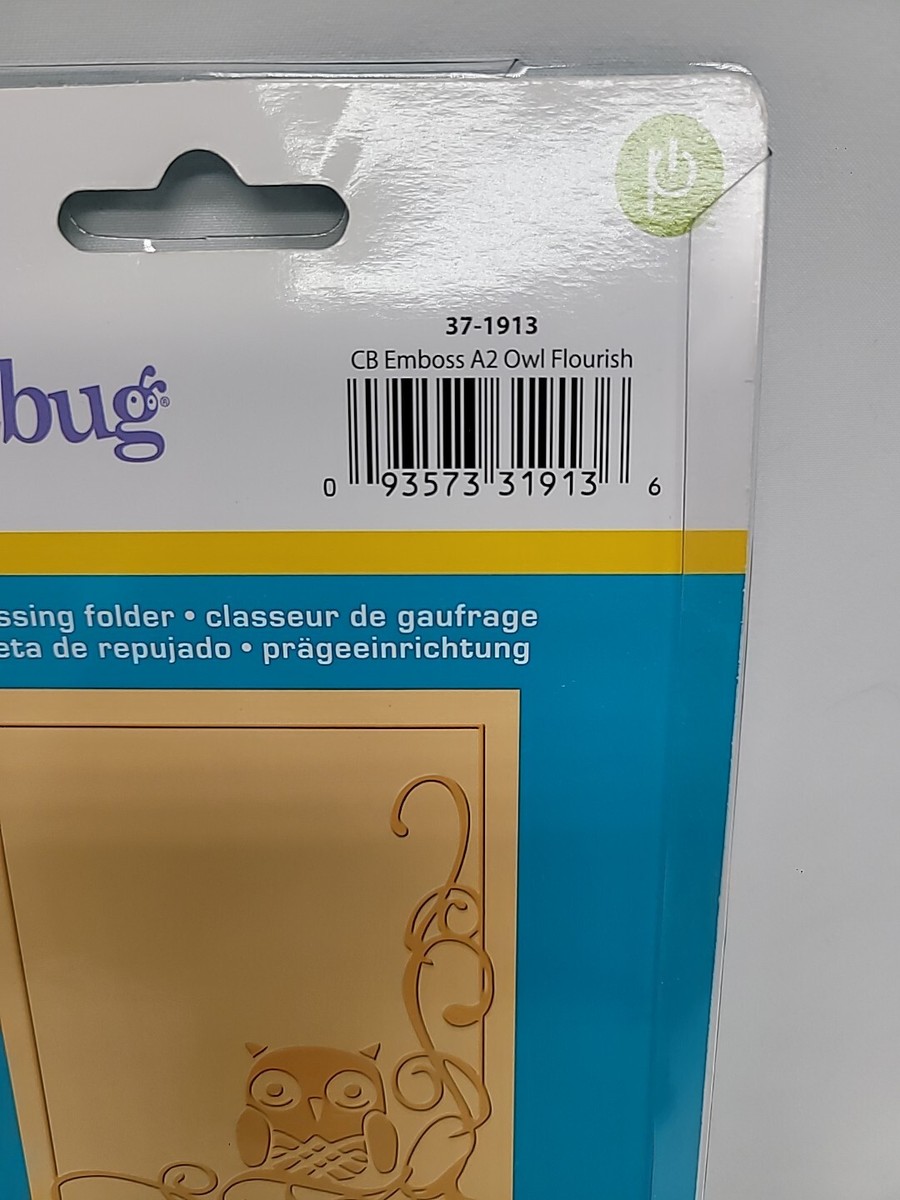 37-1913
CB Emboss A2 Owl Flourish
0 93573 31913 6
bug®
ssing folder • classeur de gaufrage
eta de repujado • prägeeinrichtung